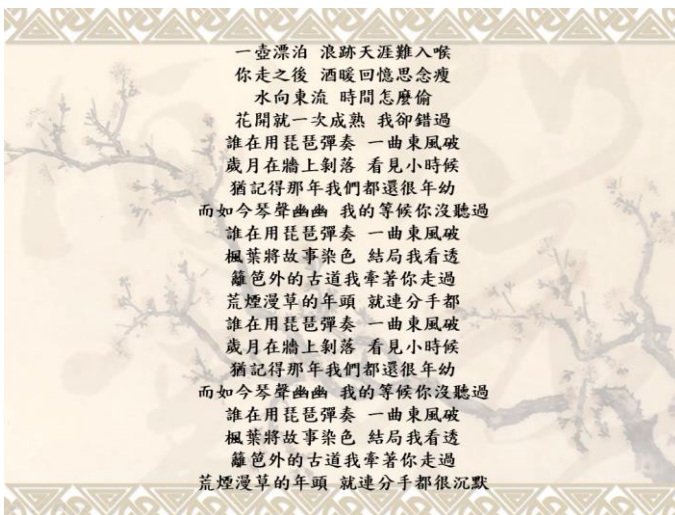 一壺漂泊 浪跡天涯難入喉
你走之後 酒暖回憶思念瘦
水向東流 時間怎麼偷
花開就一次成熟 我卻錯過
誰在用琵琶彈奏 一曲東風破
歲月在牆上剝落 看見小時候
猶記得那年我們都還很年幼
而如今琴聲幽幽 我的等候你沒聽過
誰在用琵琶彈奏 一曲東風破
楓葉將故事染色 結局我看透
籬笆外的古道我牽著你走過
荒煙漫草的年頭 就連分手都
誰在用琵琶彈奏 一曲東風破
歲月在牆上剝落 看見小時候
猶記得那年我們都還很年幼
而如今琴聲幽幽 我的等候你沒聽過
誰在用琵琶彈奏 一曲東風破
楓葉將故事染色 結局我看透
籬笆外的古道我牽著你走過
荒煙漫草的年頭 就連分手都很沉默